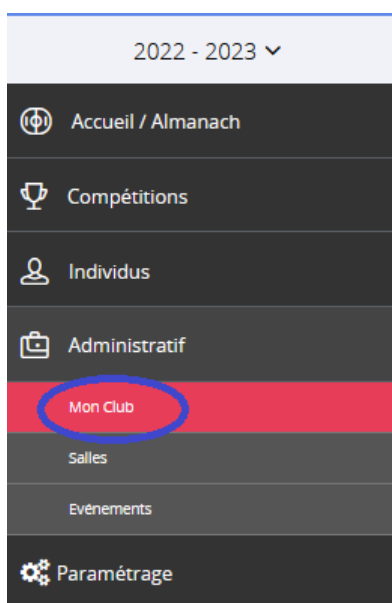 2022 - 2023
Accueil / Almanach
Compétitions
Individus
Administratif
Mon Club
Salles
Evénements
Paramétrage